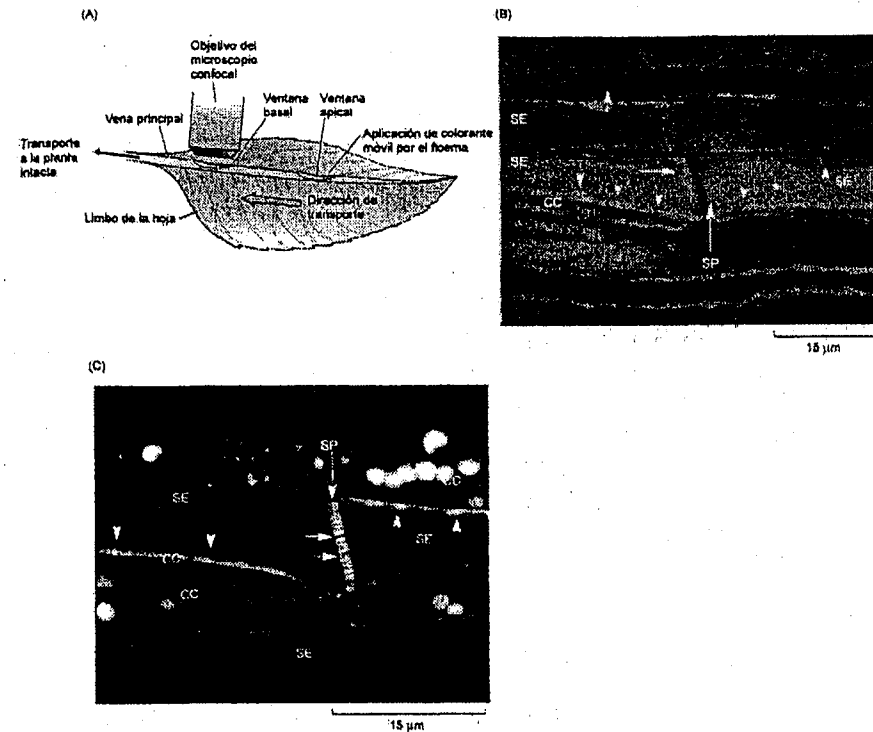 (A)
Objetivo del
microscopio
confocal
Vena principal
Ventana
basal
Ventana
apical
Transporte
a la planta
intacta
Aplicación de colorante
móvil por el floema
Dirección de
transporte
Limbo de la hoja
(B)
SE
SE
SE
CC
SP
15 µm
(C)
SP
SE
CC
SE
CC
CC
SE
15 µm